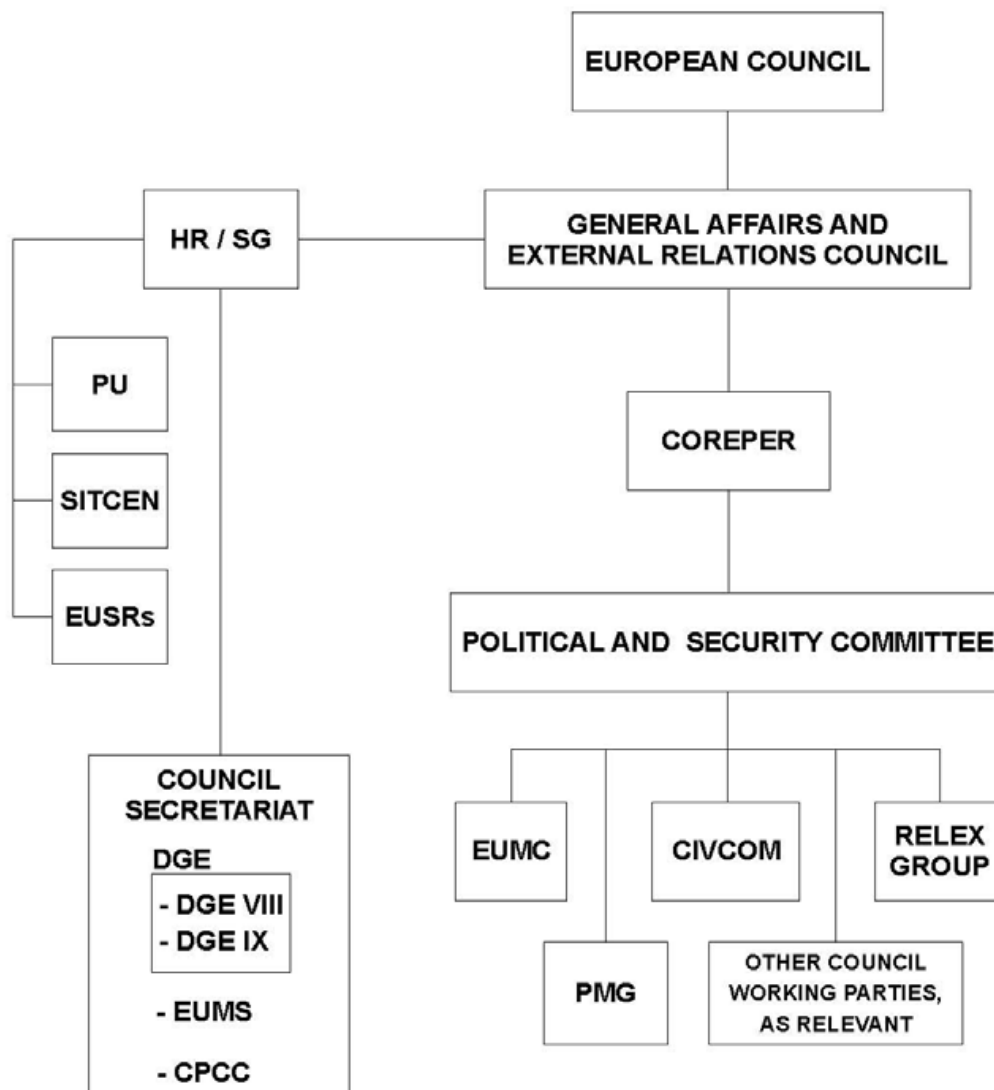 EUROPEAN COUNCIL
HR / SG
GENERAL AFFAIRS AND
EXTERNAL RELATIONS COUNCIL
PU
SITCEN
EUSRs
COREPER
POLITICAL AND SECURITY COMMITTEE
COUNCIL
SECRETARIAT
DGE
- DGE VIII
- DGE IX
- EUMS
- CPCC
EUMC
CIVCOM
RELEX
GROUP
PMG
OTHER COUNCIL
WORKING PARTIES,
AS RELEVANT